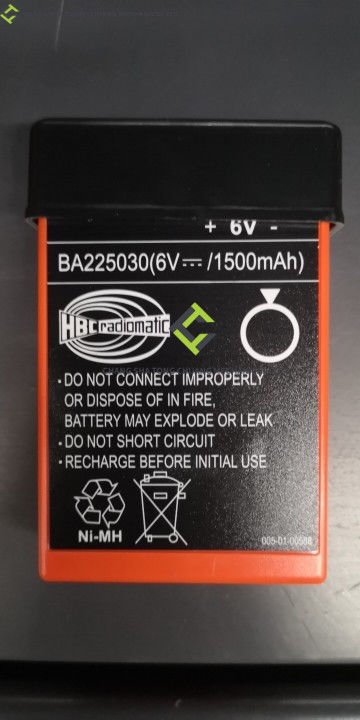 + 6V -
BA225030(6V⎓/1500mAh)
HBC radiomatic
· DO NOT CONNECT IMPROPERLY
OR DISPOSE OF IN FIRE,
BATTERY MAY EXPLODE OR LEAK
· DO NOT SHORT CIRCUIT
· RECHARGE BEFORE INITIAL USE
Ni-MH
005-01-00588